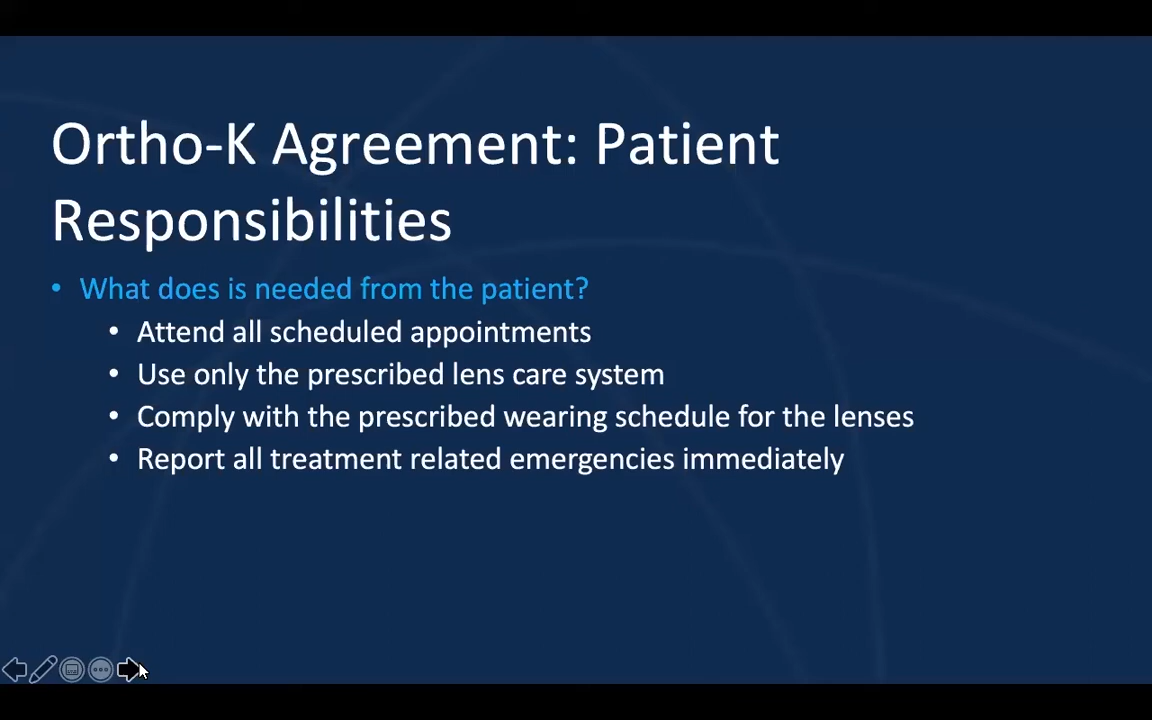 Ortho-K Agreement: Patient
Responsibilities
• What does is needed from the patient?
• Attend all scheduled appointments
• Use only the prescribed lens care system
• Comply with the prescribed wearing schedule for the lenses
• Report all treatment related emergencies immediately